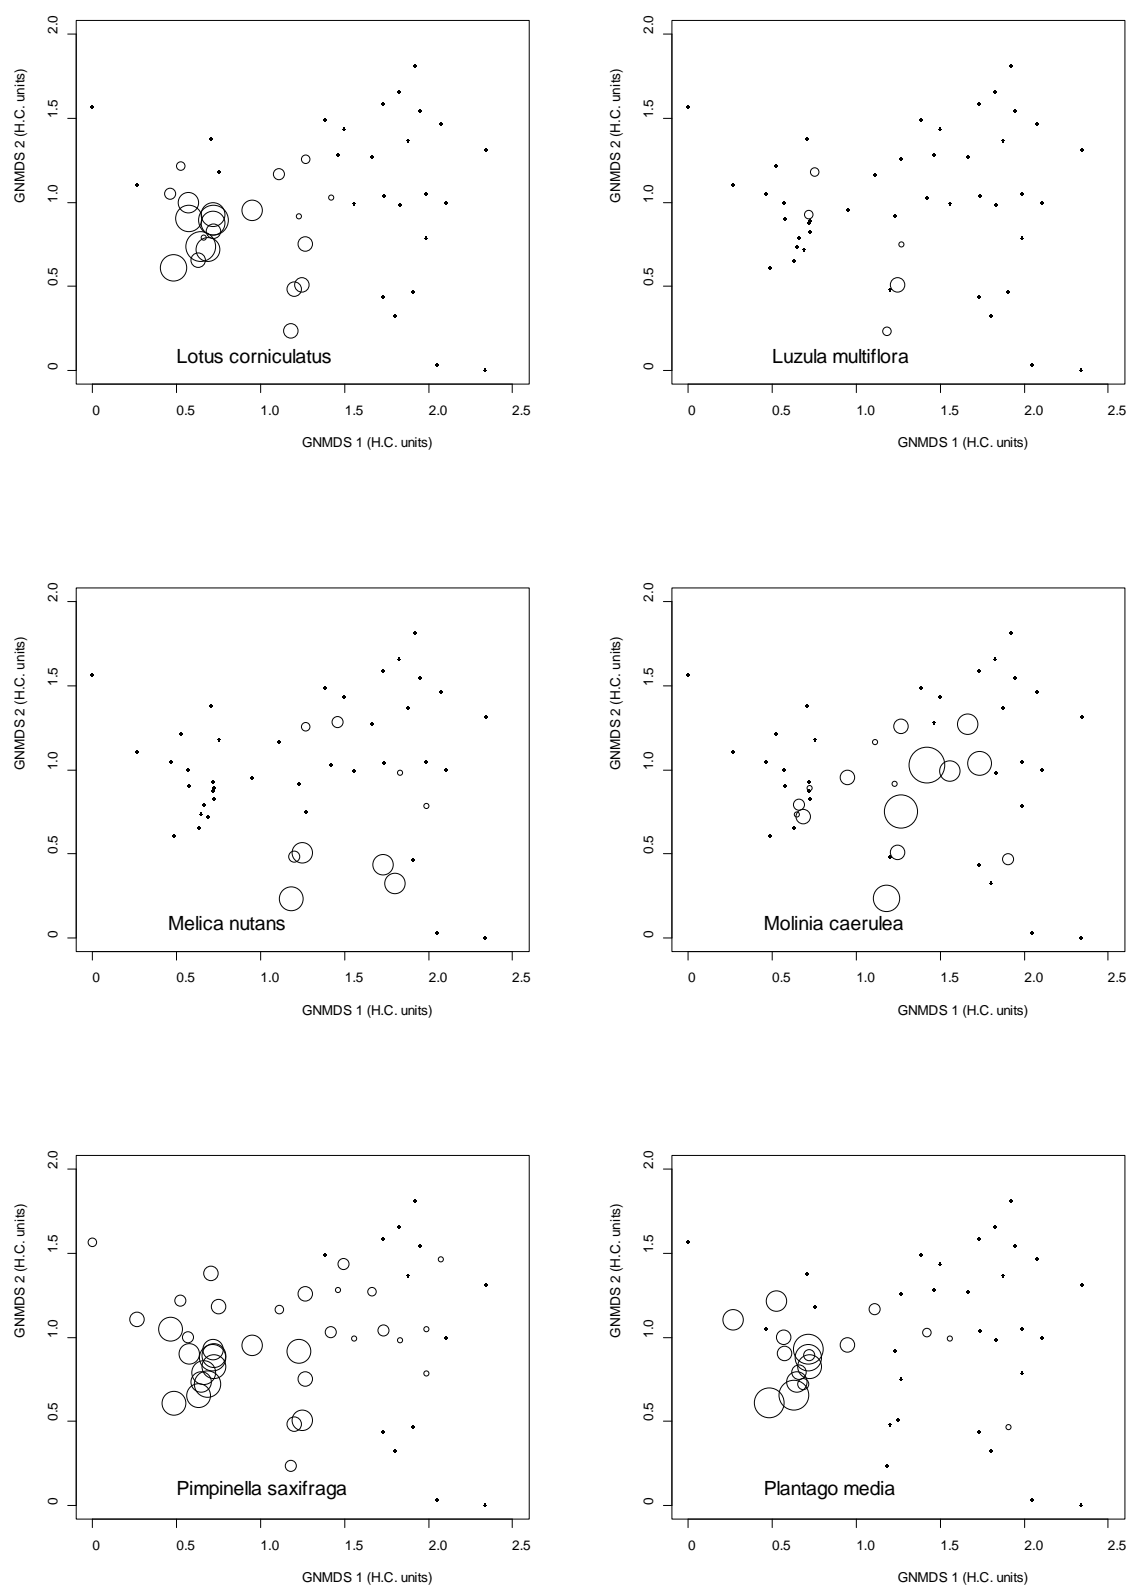 2.0 2.0
GNMDS 2 (H.C. units) GNMDS 2 (H.C. units)
1.5 1.5
1.0 1.0
0.5 0.5
Lotus corniculatus Luzula multiflora
0 0
0 0.5 1.0 1.5 2.0 2.5 0 0.5 1.0 1.5 2.0 2.5
GNMDS 1 (H.C. units) GNMDS 1 (H.C. units)
2.0 2.0
GNMDS 2 (H.C. units) GNMDS 2 (H.C. units)
1.5 1.5
1.0 1.0
0.5 0.5
Melica nutans Molinia caerulea
0 0
0 0.5 1.0 1.5 2.0 2.5 0 0.5 1.0 1.5 2.0 2.5
GNMDS 1 (H.C. units) GNMDS 1 (H.C. units)
2.0 2.0
GNMDS 2 (H.C. units) GNMDS 2 (H.C. units)
1.5 1.5
1.0 1.0
0.5 0.5
Pimpinella saxifraga Plantago media
0 0
0 0.5 1.0 1.5 2.0 2.5 0 0.5 1.0 1.5 2.0 2.5
GNMDS 1 (H.C. units) GNMDS 1 (H.C. units)